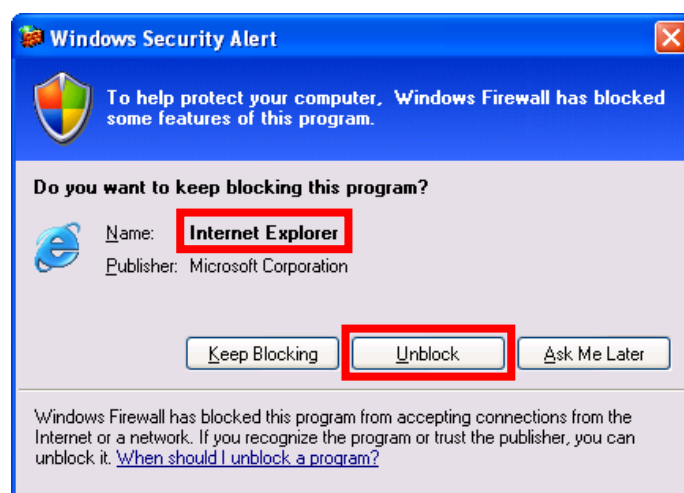 Windows Security Alert
To help protect your computer, Windows Firewall has blocked
some features of this program.
Do you want to keep blocking this program?
Name: Internet Explorer
Publisher: Microsoft Corporation
Keep Blocking Unblock Ask Me Later
Windows Firewall has blocked this program from accepting connections from the
Internet or a network. If you recognize the program or trust the publisher, you can
unblock it. When should I unblock a program?